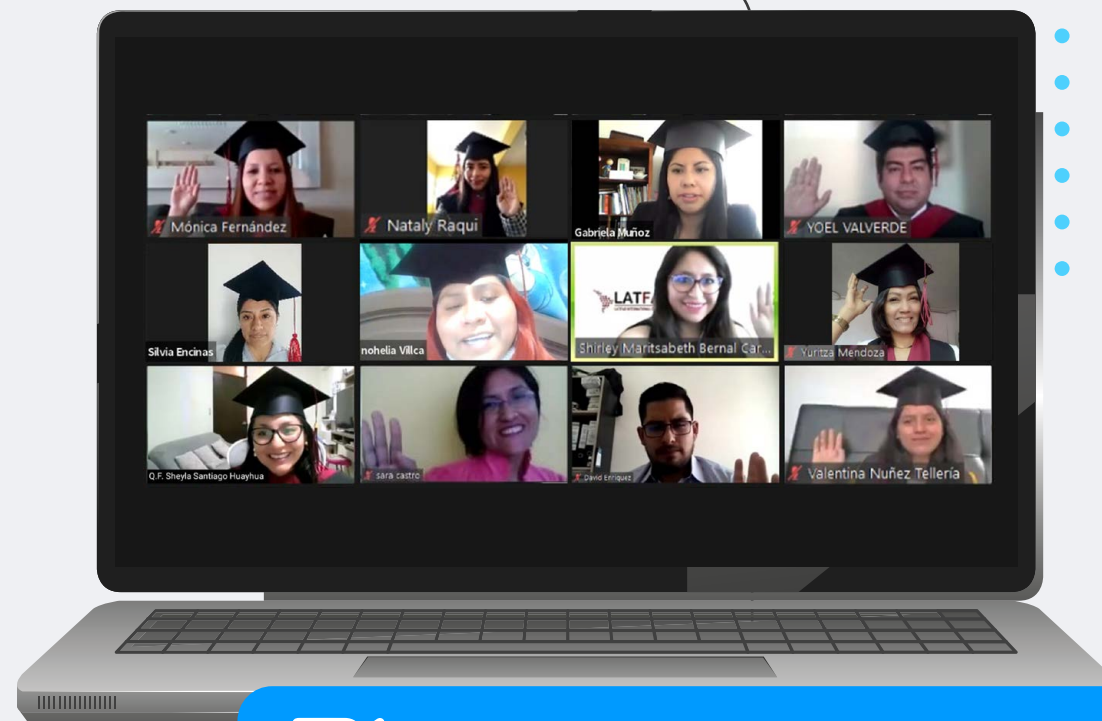 Mónica Fernández
Nataly Raqui
Gabriela Muñoz
YOEL VALVERDE
Silvia Encinas
nohelia Villca
LATF
Shirley Maritsabeth Bernal Car...
Yuritza Mendoza
Q.F. Sheyla Santiago Huayhua
sara castro
David Enriquez
Valentina Nuñez Tellería